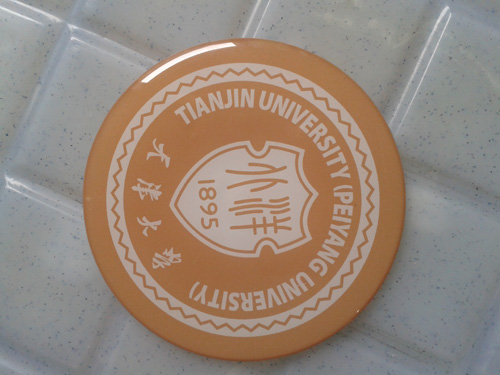 TIANJIN UNIVERSITY (PEIYANG UNIVERSITY)
北洋
1895
天津大學